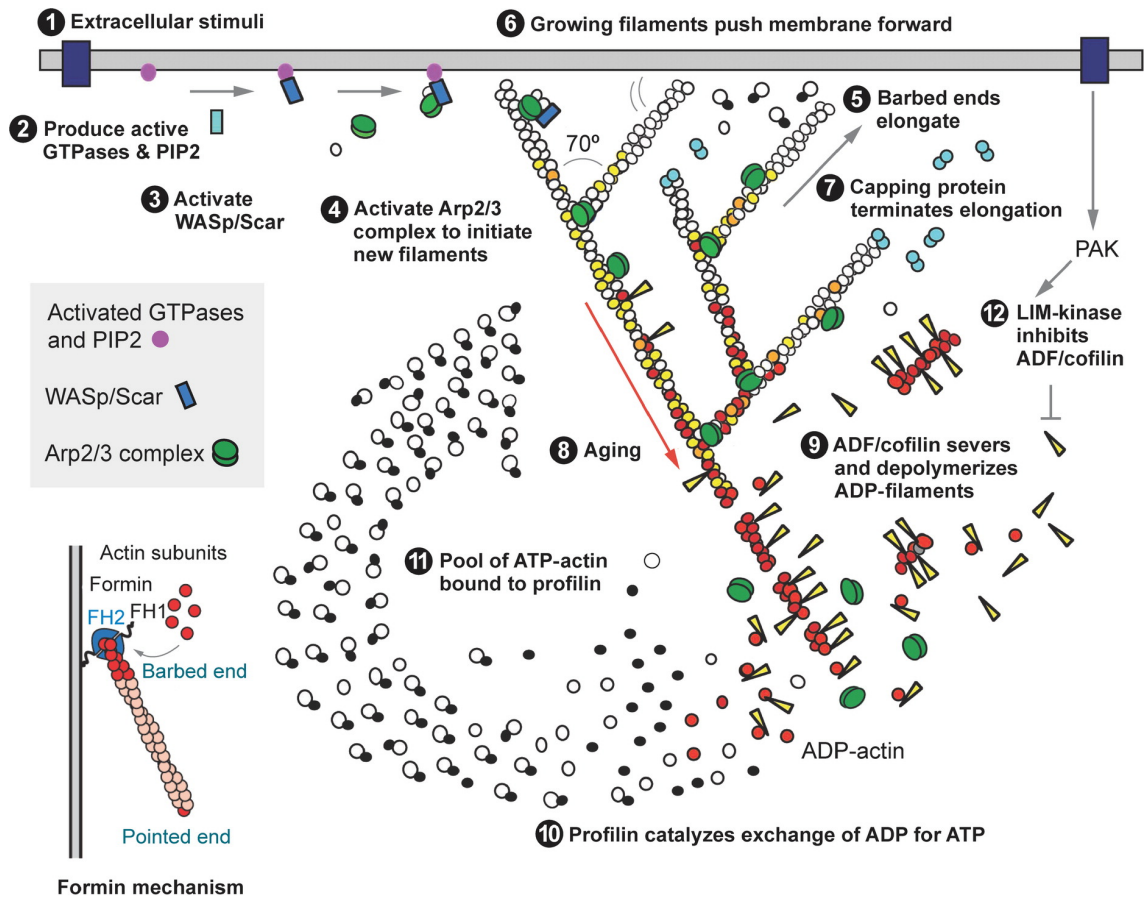 1 Extracellular stimuli
6 Growing filaments push membrane forward
2 Produce active
GTPases & PIP2
3 Activate
WASp/Scar
4 Activate Arp2/3
complex to initiate
new filaments
70º
5 Barbed ends
elongate
7 Capping protein
terminates elongation
PAK
12 LIM-kinase
inhibits
ADF/cofilin
Activated GTPases
and PIP2
WASp/Scar
Arp2/3 complex
8 Aging
9 ADF/cofilin severs
and depolymerizes
ADP-filaments
11 Pool of ATP-actin
bound to profilin
ADP-actin
10 Profilin catalyzes exchange of ADP for ATP
Actin subunits
Formin
FH2
FH1
Barbed end
Pointed end
Formin mechanism